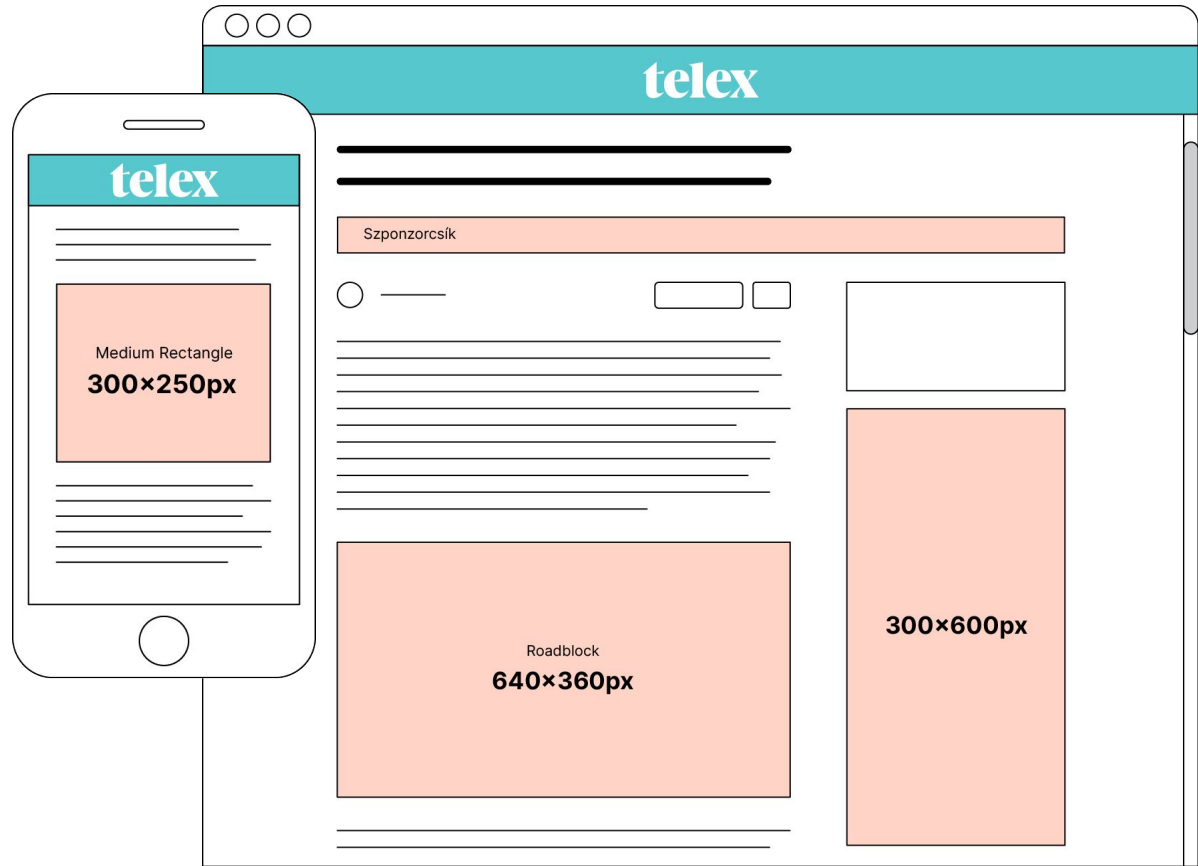 telex
telex
Szponzorcsík
Medium Rectangle
300×250px
Roadblock
640×360px
300×600px